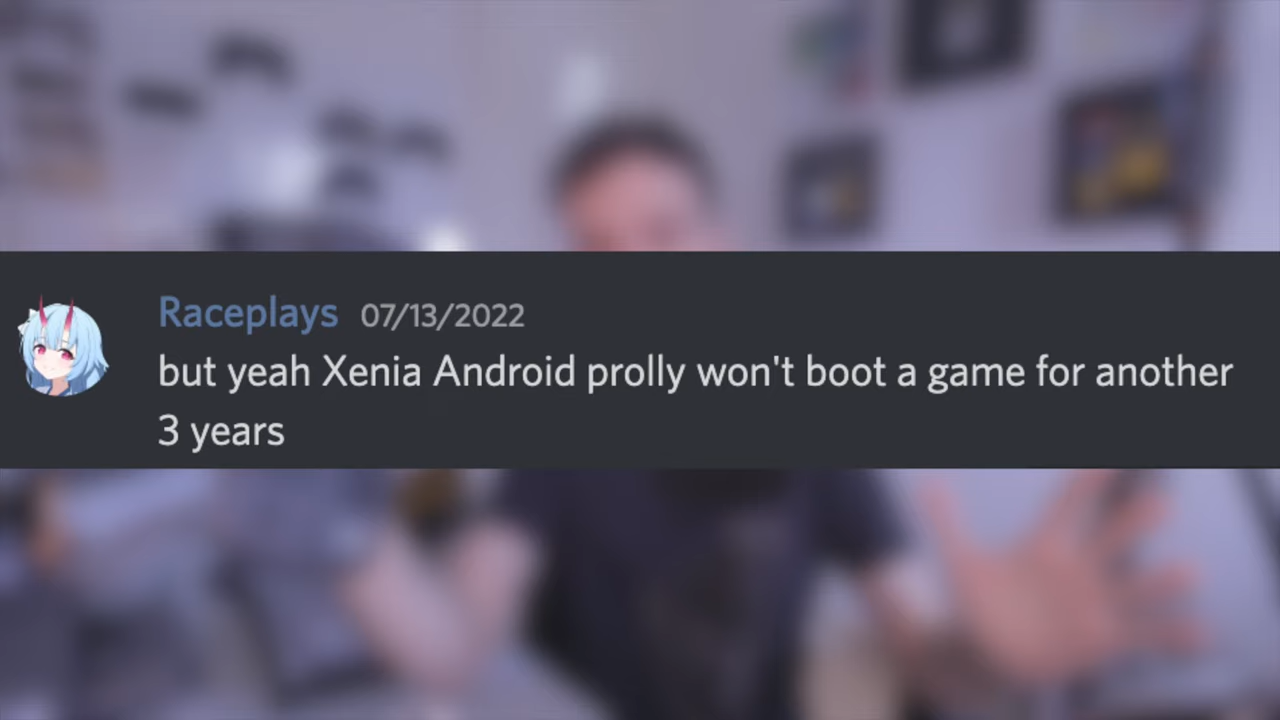 Raceplays 07/13/2022
but yeah Xenia Android prolly won't boot a game for another
3 years